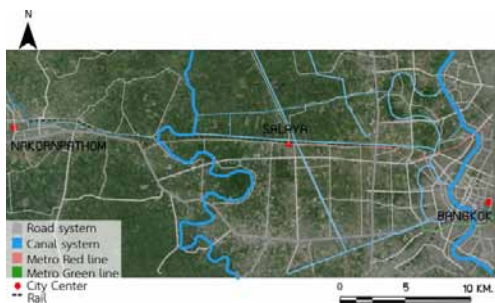 N
SALAYA
NAKORNPATHOM
BANGKOK
Road system
Canal system
Metro Red line
Metro Green line
City Center
Rail
0 5 10 KM.